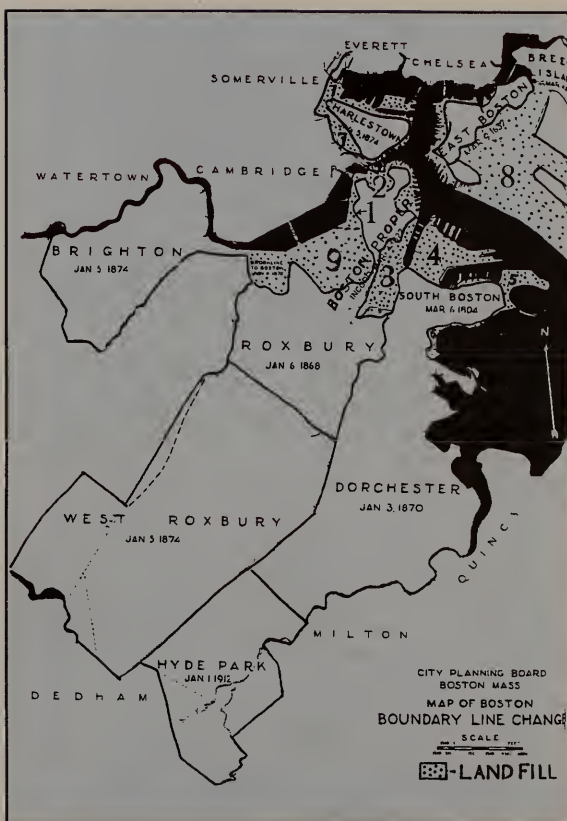 EVERETT
CHELSEA
SOMERVILLE
CHARLESTOWN
7
EAST BOSTON
8
WATERTOWN
CAMBRIDGE
2
1
BRIGHTON
JAN 5 1874
9
BOSTON PROPER
3
4
5
SOUTH BOSTON
MAR 6 1804
N
ROXBURY
JAN 6 1868
DORCHESTER
JAN 3, 1870
WEST ROXBURY
JAN 5 1874
QUINCY
MILTON
HYDE PARK
JAN 1 1912
DEDHAM
CITY PLANNING BOARD
BOSTON MASS
MAP OF BOSTON
BOUNDARY LINE CHANGE
SCALE
-LAND FILL